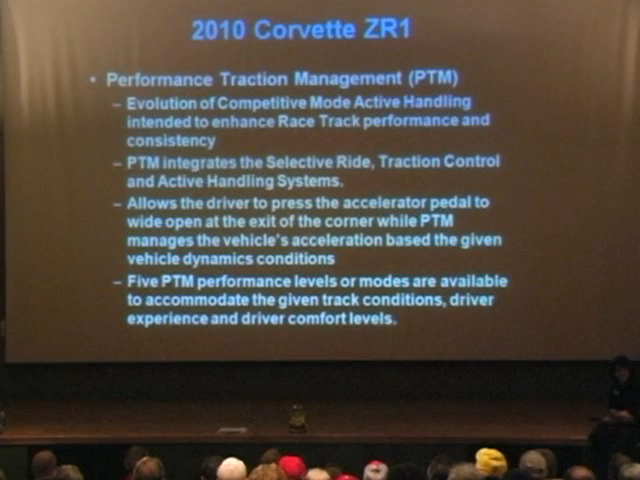 2010 Corvette ZR1
• Performance Traction Management (PTM)
– Evolution of Competitive Mode Active Handling
intended to enhance Race Track performance and
consistency
– PTM integrates the Selective Ride, Traction Control
and Active Handling Systems.
– Allows the driver to press the accelerator pedal to
wide open at the exit of the corner while PTM
manages the vehicle's acceleration based the given
vehicle dynamics conditions
– Five PTM performance levels or modes are available
to accommodate the given track conditions, driver
experience and driver comfort levels.